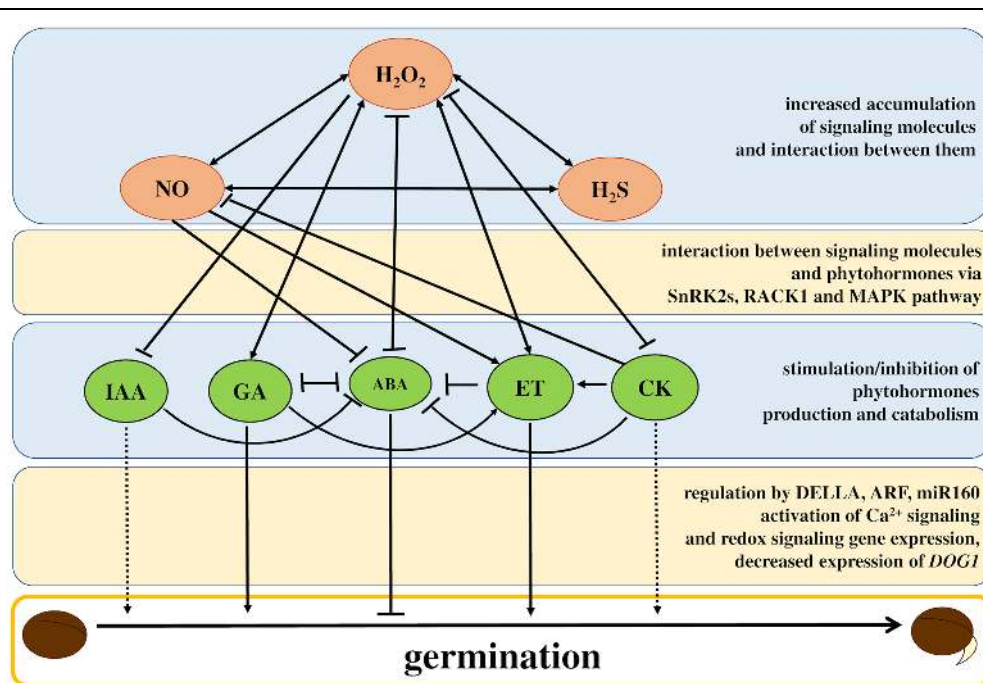 H₂O₂
increased accumulation
of signaling molecules
and interaction between them
NO
H₂S
interaction between signaling molecules
and phytohormones via
SnRK2s, RACK1 and MAPK pathway
IAA
GA
ABA
ET
CK
stimulation/inhibition of
phytohormones
production and catabolism
regulation by DELLA, ARF, miR160
activation of Ca²⁺ signaling
and redox signaling gene expression,
decreased expression of DOG1
germination